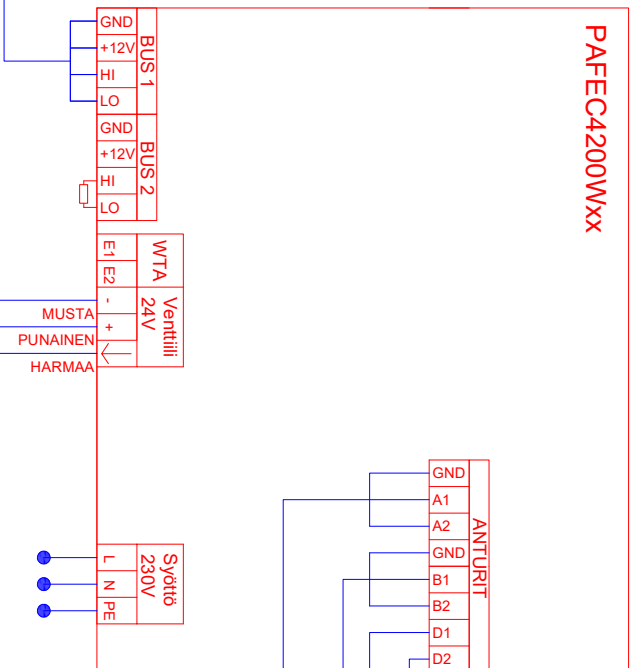 PAFEC4200Wxx
BUS 1
GND
+12V
HI
LO
BUS 2
GND
+12V
HI
LO
WTA
E1
E2
Venttiili
24V
-
+
MUSTA
PUNAINEN
HARMAA
Syöttö
230V
L
N
PE
ANTURIT
GND
A1
A2
GND
B1
B2
D1
D2